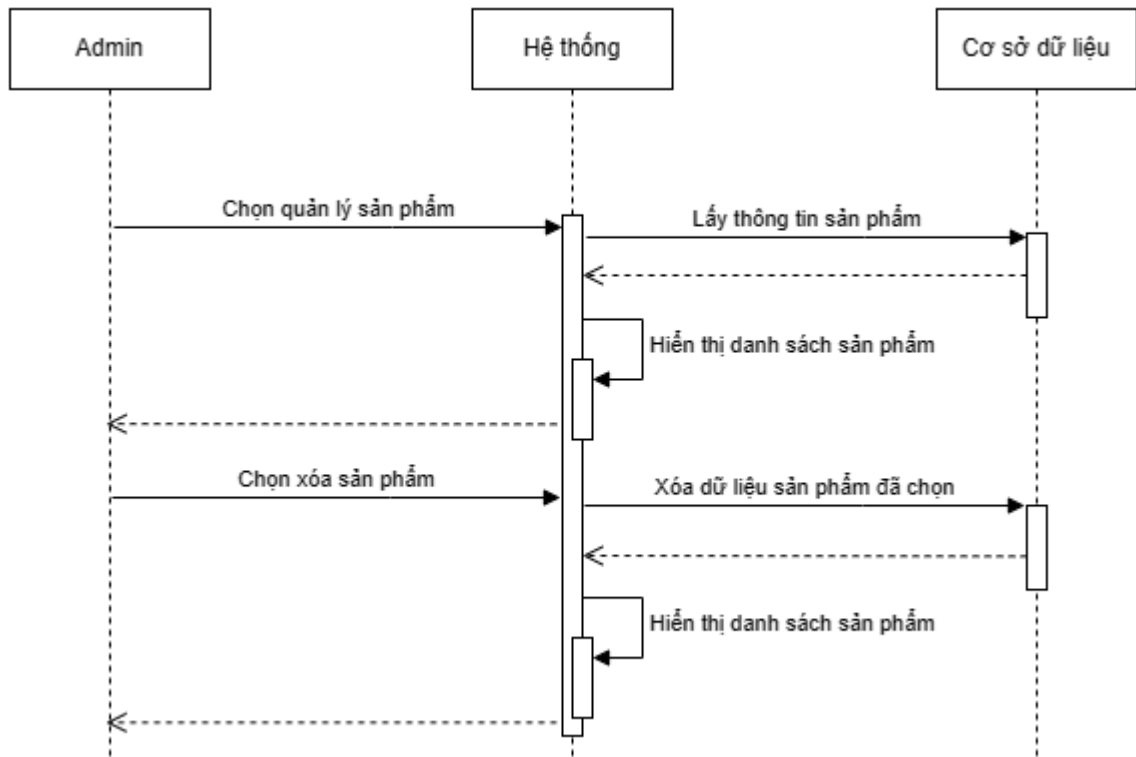 Admin
Hệ thống
Cơ sở dữ liệu
Chọn quản lý sản phẩm
Lấy thông tin sản phẩm
Hiển thị danh sách sản phẩm
Chọn xóa sản phẩm
Xóa dữ liệu sản phẩm đã chọn
Hiển thị danh sách sản phẩm